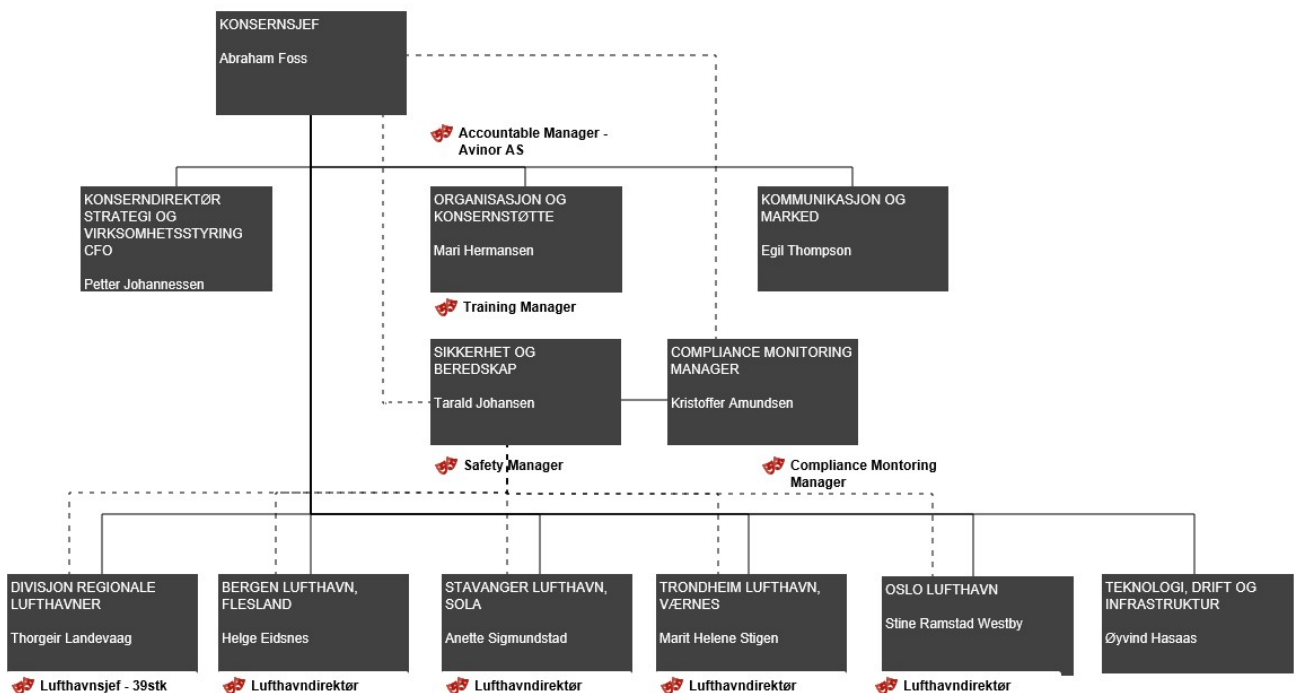 KONSERNSJEF
Abraham Foss
Accountable Manager -
Avinor AS
KONSERNDIREKTØR
STRATEGI OG
VIRKSOMHETSSTYRING
CFO
Petter Johannessen
ORGANISASJON OG
KONSERNSTØTTE
Mari Hermansen
Training Manager
KOMMUNIKASJON OG
MARKED
Egil Thompson
SIKKERHET OG
BEREDSKAP
Tarald Johansen
Safety Manager
COMPLIANCE MONITORING
MANAGER
Kristoffer Amundsen
Compliance Montoring
Manager
DIVISJON REGIONALE
LUFTHAVNER
Thorgeir Landevaag
Lufthavnsjef - 39stk
BERGEN LUFTHAVN,
FLESLAND
Helge Eidsnes
Lufthavndirektør
STAVANGER LUFTHAVN,
SOLA
Anette Sigmundstad
Lufthavndirektør
TRONDHEIM LUFTHAVN,
VÆRNES
Marit Helene Stigen
Lufthavndirektør
OSLO LUFTHAVN
Stine Ramstad Westby
Lufthavndirektør
TEKNOLOGI, DRIFT OG
INFRASTRUKTUR
Øyvind Hasaas